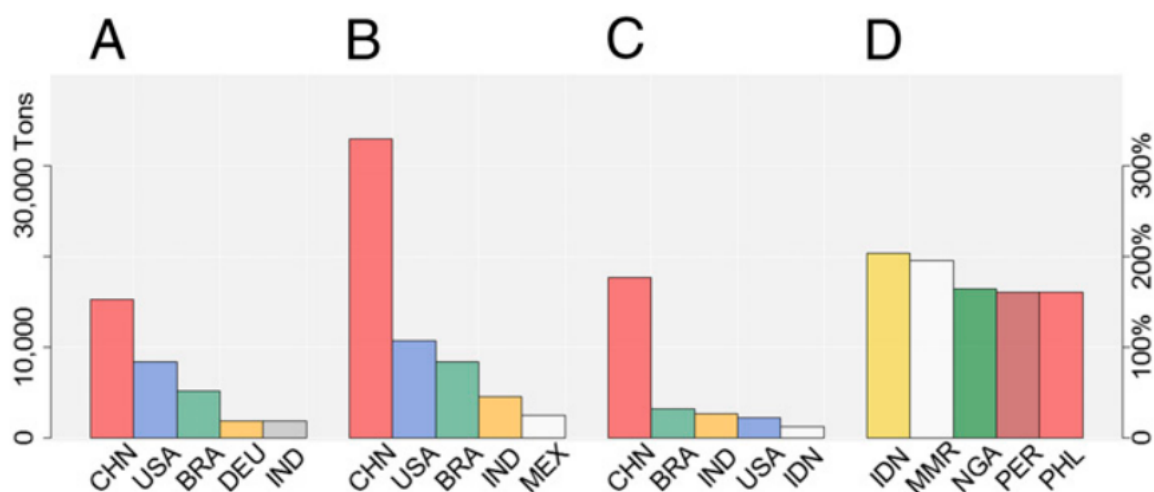 A B C D
30,000 Tons
10,000
0
300%
200%
100%
0
CHN USA BRA DEU IND
CHN USA BRA IND MEX
CHN BRA IND USA IDN
IDN MMR NGA PER PHL